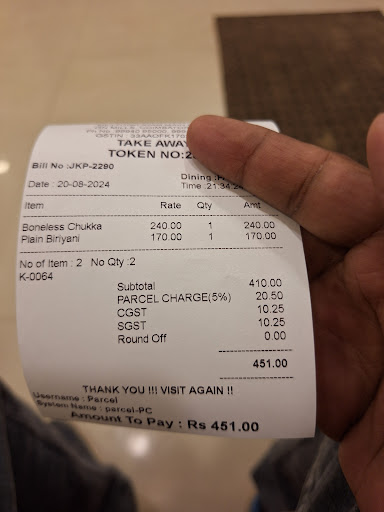 TAKE AWAY
TOKEN NO:2
Bill No :JKP-2280
Dining :
Date : 20-08-2024 Time :21:34:24
Item Rate Qty Amt
Boneless Chukka 240.00 1 240.00
Plain Biriyani 170.00 1 170.00
No of Item : 2 No Qty :2
K-0064
Subtotal 410.00
PARCEL CHARGE(5%) 20.50
CGST 10.25
SGST 10.25
Round Off 0.00
451.00
THANK YOU !!! VISIT AGAIN !!
Username : Parcel
System Name : parcel-PC
Amount To Pay : Rs 451.00